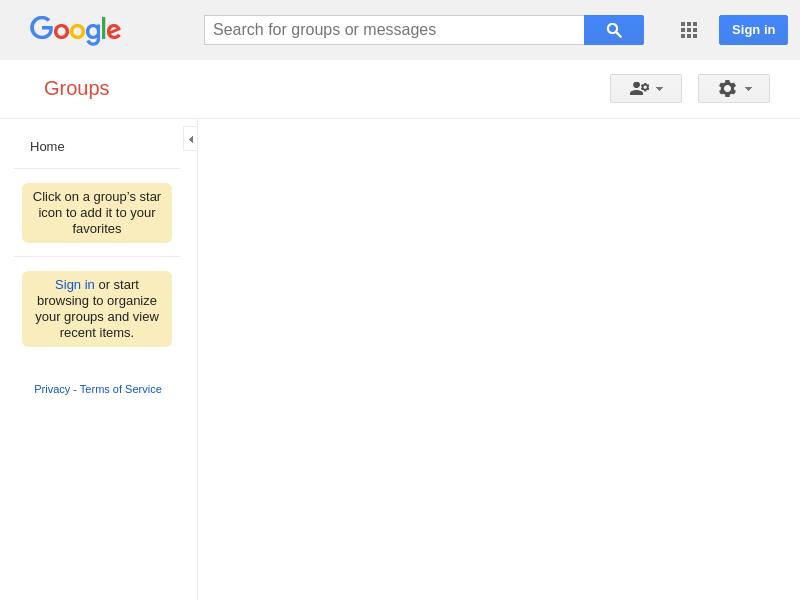 Google
Search for groups or messages
Sign in
Groups
Home
Click on a group's star
icon to add it to your
favorites
Sign in or start
browsing to organize
your groups and view
recent items.
Privacy - Terms of Service